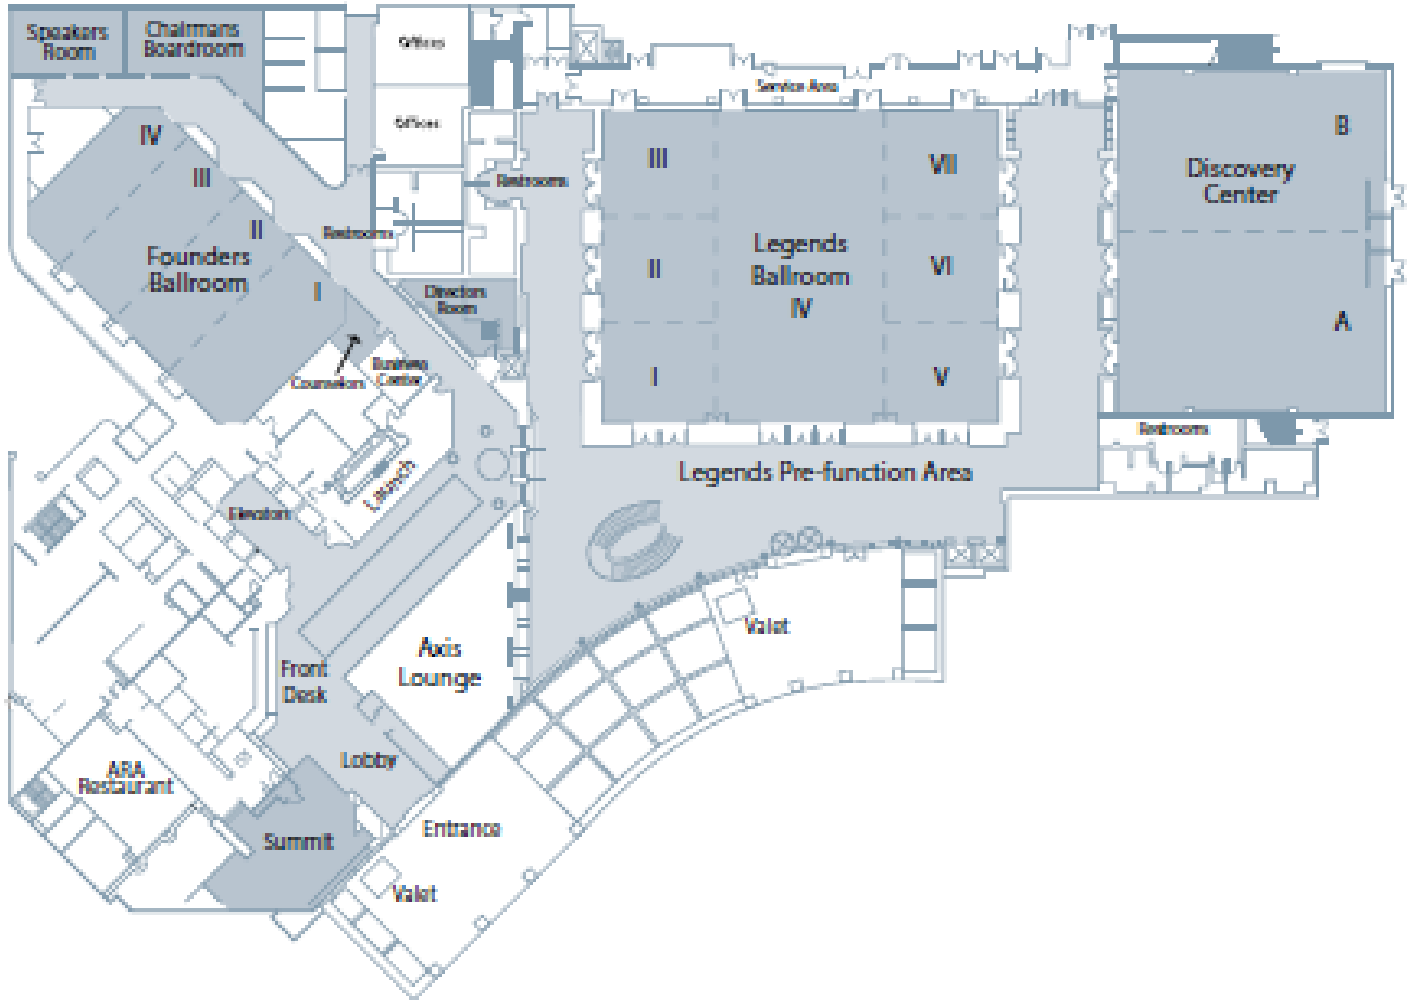 Speakers
Room
Chairmans
Boardroom
Offices
Offices
Service Area
IV
III
II
I
Founders
Ballroom
Restrooms
Restrooms
Directors
Room
III
II
I
Legends
Ballroom
IV
VII
VI
V
B
Discovery
Center
A
Restrooms
Counselors
Business
Center
Legends Pre-function Area
Elevators
Valet
Axis
Lounge
Front
Desk
Lobby
ARA
Restaurant
Summit
Entrance
Valet